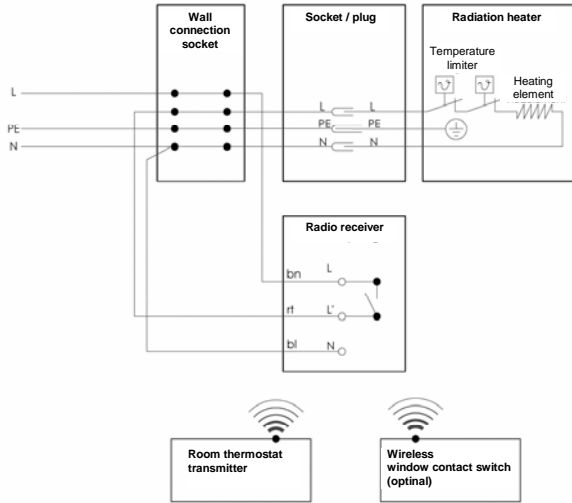 Wall
connection
socket
Socket / plug
Radiation heater
Temperature
limiter
Heating
element
L
PE
N
L L
PE PE
N N
Radio receiver
bn L
rt L'
bl N
Room thermostat
transmitter
Wireless
window contact switch
(optinal)